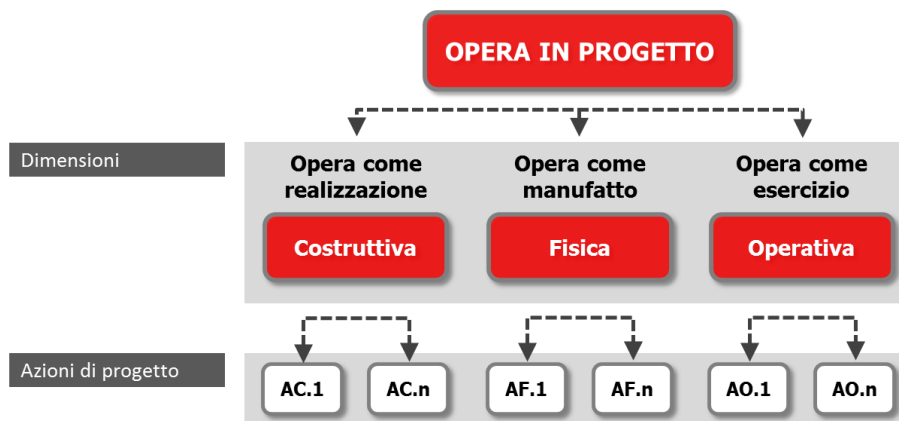 OPERA IN PROGETTO
Dimensioni
Opera come
realizzazione
Opera come
manufatto
Opera come
esercizio
Costruttiva
Fisica
Operativa
Azioni di progetto
AC.1
AC.n
AF.1
AF.n
AO.1
AO.n